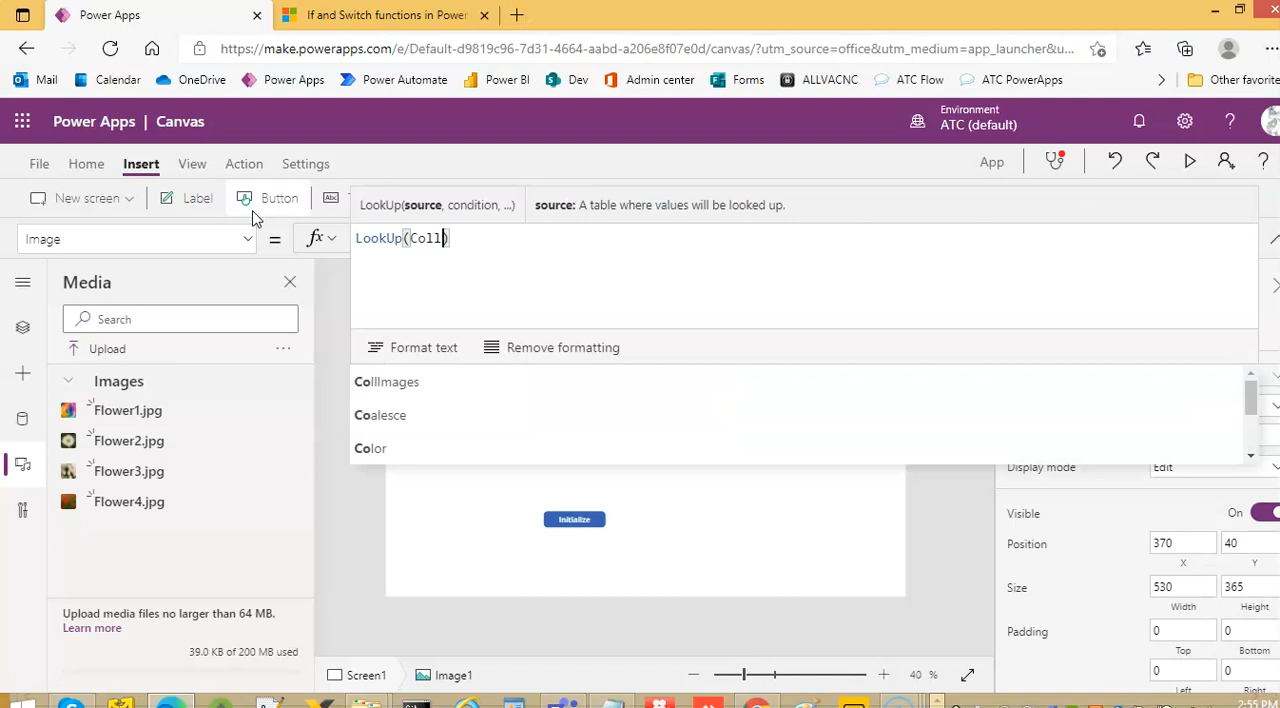 Power Apps
If and Switch functions in Power
https://make.powerapps.com/e/Default-d9819c96-7d31-4664-aabd-a206e8f07e0d/canvas/?utm_source=office&utm_medium=app_launcher&u...
Mail Calendar OneDrive Power Apps Power Automate Power BI Dev Admin center Forms ALLVACNC ATC Flow ATC PowerApps Other favorite
Power Apps | Canvas
Environment
ATC (default)
File Home Insert View Action Settings App
New screen Label Button Abc
LookUp(source, condition, ...) source: A table where values will be looked up.
Image = fx LookUp(Coll)
Media
Search
Upload ...
Images
Flower1.jpg
Flower2.jpg
Flower3.jpg
Flower4.jpg
Upload media files no larger than 64 MB.
Learn more
39.0 KB of 200 MB used
Format text Remove formatting
CollImages
Coalesce
Color
Initialize
Display mode Edit
Visible On
Position 370 40
X Y
Size 530 365
Width Height
Padding 0 0
Top Bottom
0 0
Left Right
Screen1 Image1
40 %
2:55 PM